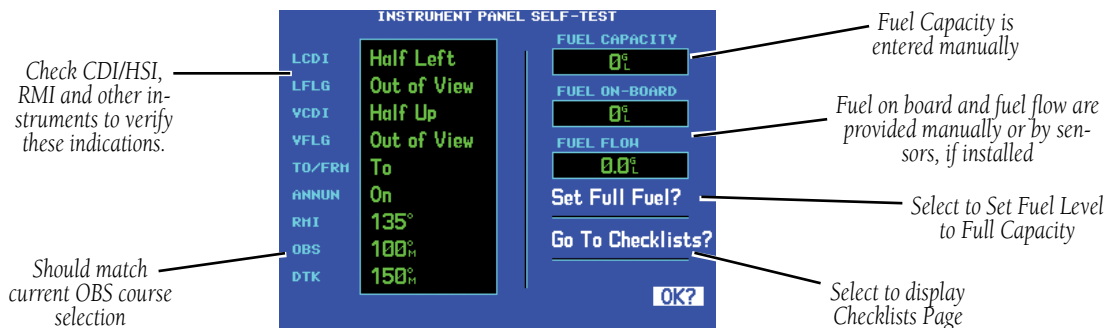 INSTRUMENT PANEL SELF-TEST
Check CDI/HSI,
RMI and other in-
struments to verify
these indications.
Should match
current OBS course
selection
LCDI Half Left
LFLG Out of View
VCDI Half Up
VFLG Out of View
TO/FRM To
ANNUN On
RMI 135°
OBS 100°M
DTK 150°M
FUEL CAPACITY
0GL
FUEL ON-BOARD
0GL
FUEL FLOW
0.0GL
Set Full Fuel?
Go To Checklists?
OK?
Fuel Capacity is
entered manually
Fuel on board and fuel flow are
provided manually or by sen-
sors, if installed
Select to Set Fuel Level
to Full Capacity
Select to display
Checklists Page